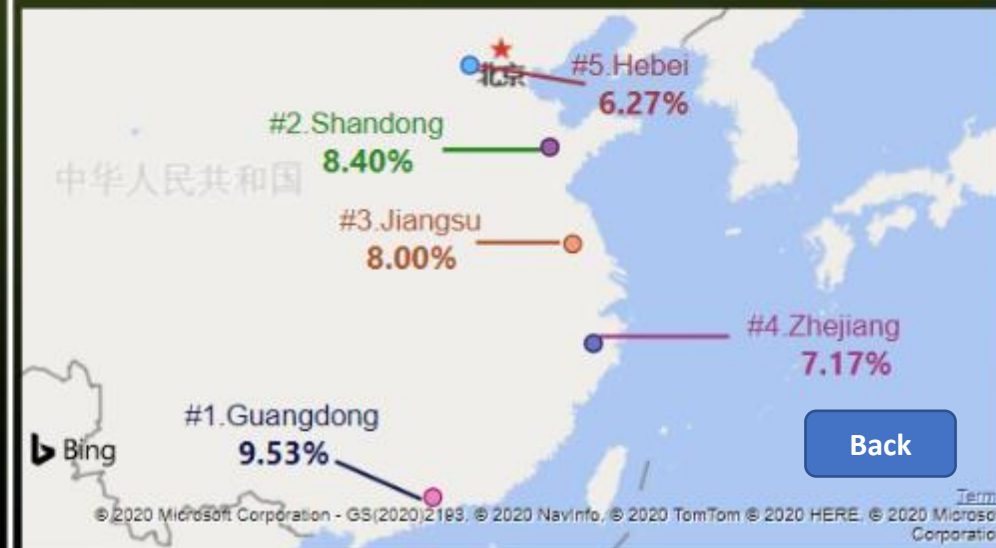 #5.Hebei
6.27%
北京
#2.Shandong
8.40%
中华人民共和国
#3.Jiangsu
8.00%
#4.Zhejiang
7.17%
#1.Guangdong
9.53%
Back
Bing
Term
© 2020 Microsoft Corporation - GS(2020)2193, © 2020 NavInfo, © 2020 TomTom © 2020 HERE, © 2020 Microso
Corporatio